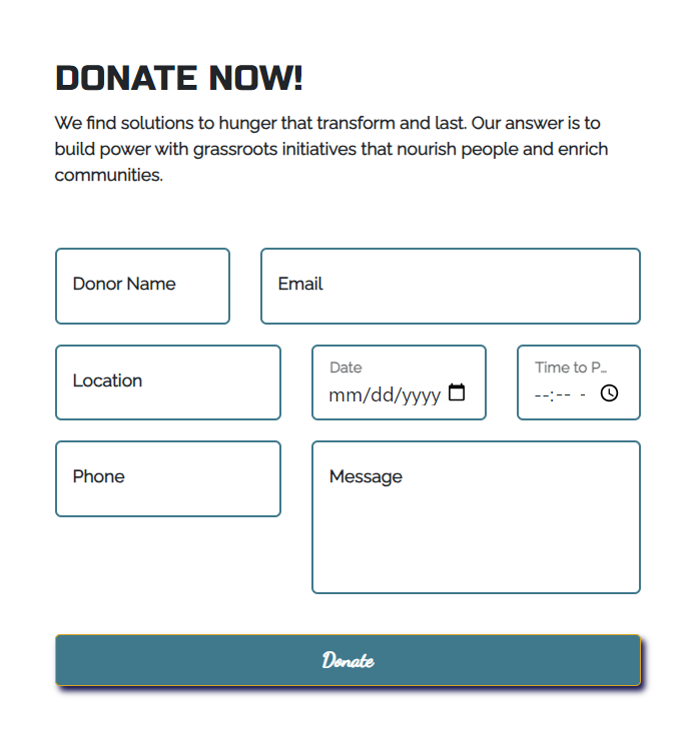 DONATE NOW!
We find solutions to hunger that transform and last. Our answer is to
build power with grassroots initiatives that nourish people and enrich
communities.
Donor Name
Email
Location
Date
mm/dd/yyyy
Time to P...
--:-- -
Phone
Message
Donate